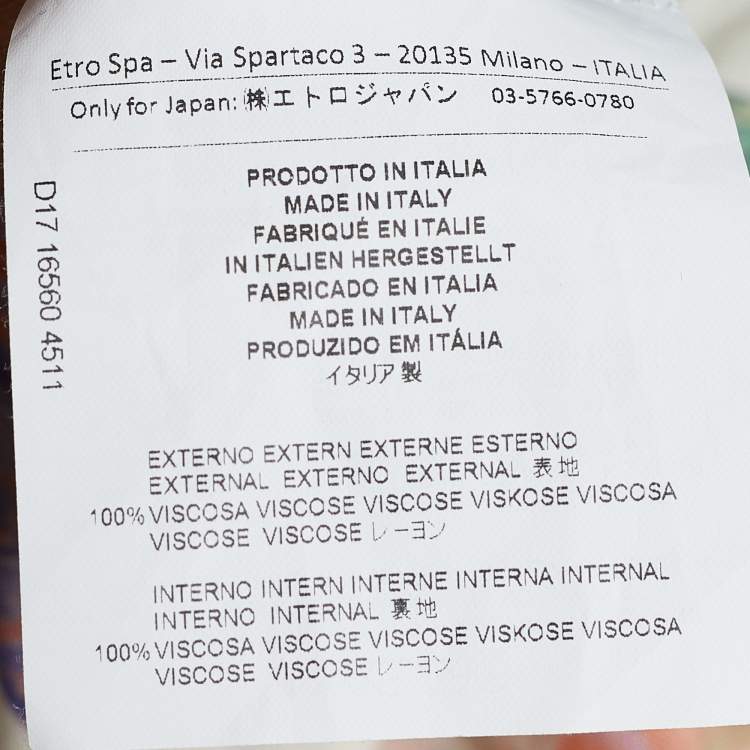 Etro Spa – Via Spartaco 3 – 20135 Milano – ITALIA
Only for Japan: ㈱エトロジャパン 03-5766-0780
PRODOTTO IN ITALIA
MADE IN ITALY
FABRIQUÉ EN ITALIE
IN ITALIEN HERGESTELLT
FABRICADO EN ITALIA
MADE IN ITALY
PRODUZIDO EM ITÁLIA
イタリア製
D17 16560 4511
EXTERNO EXTERN EXTERNE ESTERNO
EXTERNAL EXTERNO EXTERNAL 表地
100% VISCOSA VISCOSE VISCOSE VISKOSE VISCOSA
VISCOSE VISCOSE レーヨン
INTERNO INTERN INTERNE INTERNA INTERNAL
INTERNO INTERNAL 裏地
100% VISCOSA VISCOSE VISCOSE VISKOSE VISCOSA
VISCOSE VISCOSE レーヨン